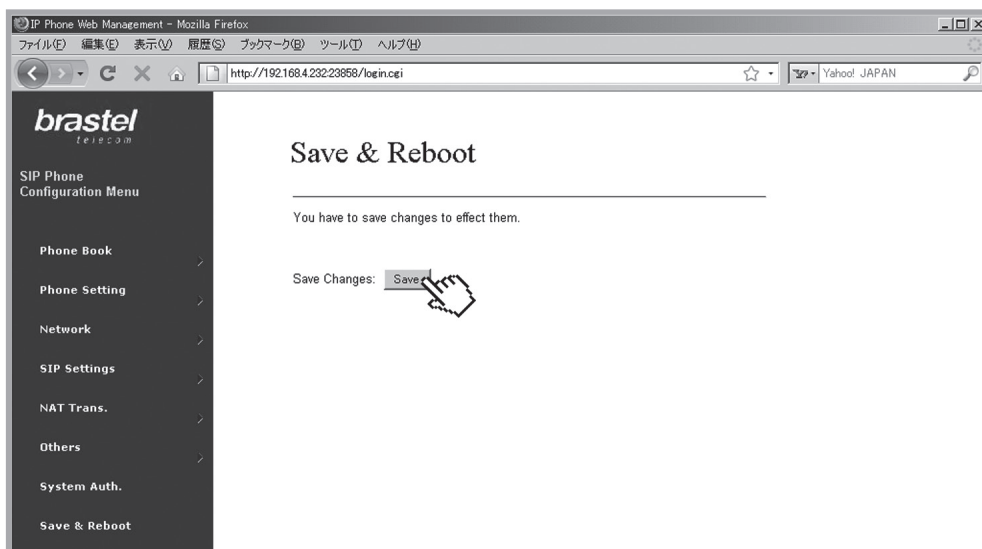 IP Phone Web Management - Mozilla Firefox
ファイル(F) 編集(E) 表示(V) 履歴(S) ブックマーク(B) ツール(T) ヘルプ(H)
http://192.168.4.232:23858/login.cgi
Yahoo! JAPAN
brastel
telecom
SIP Phone
Configuration Menu
Phone Book
Phone Setting
Network
SIP Settings
NAT Trans.
Others
System Auth.
Save & Reboot
Save & Reboot
You have to save changes to effect them.
Save Changes: Save